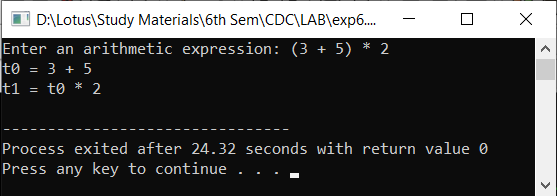 D:\Lotus\Study Materials\6th Sem\CDC\LAB\exp6....
Enter an arithmetic expression: (3 + 5) * 2
t0 = 3 + 5
t1 = t0 * 2
--------------------------------
Process exited after 24.32 seconds with return value 0
Press any key to continue . . .